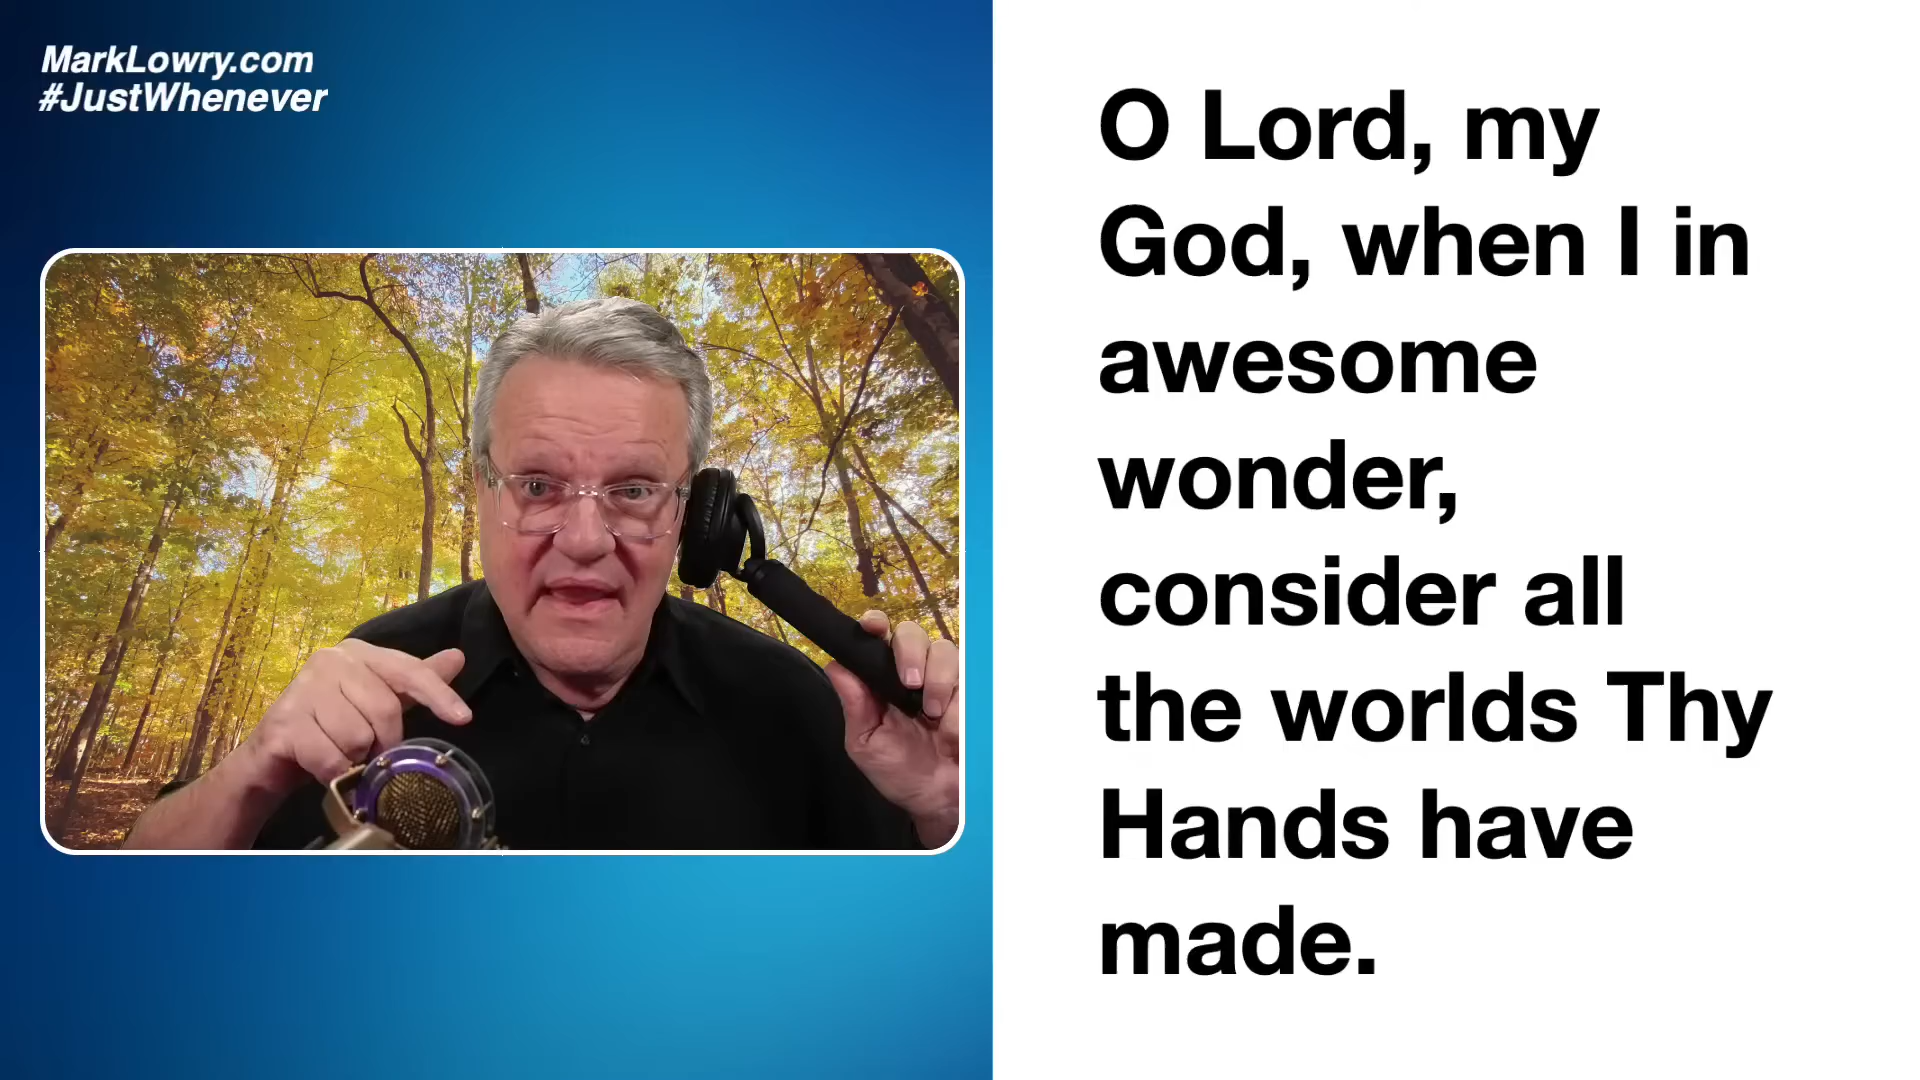 MarkLowry.com
#JustWhenever
O Lord, my
God, when I in
awesome
wonder,
consider all
the worlds Thy
Hands have
made.